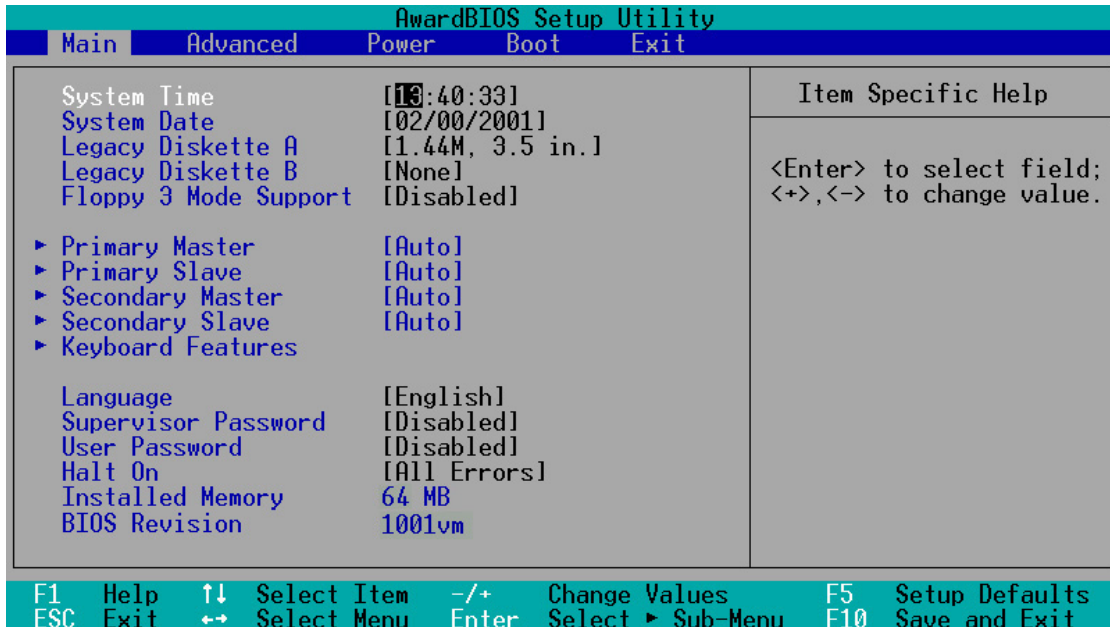 AwardBIOS Setup Utility
Main Advanced Power Boot Exit
System Time [13:40:33]
System Date [02/00/2001]
Legacy Diskette A [1.44M, 3.5 in.]
Legacy Diskette B [None]
Floppy 3 Mode Support [Disabled]
Primary Master [Auto]
Primary Slave [Auto]
Secondary Master [Auto]
Secondary Slave [Auto]
Keyboard Features
Language [English]
Supervisor Password [Disabled]
User Password [Disabled]
Halt On [All Errors]
Installed Memory 64 MB
BIOS Revision 1001vm
Item Specific Help
<Enter> to select field;
<+>,<-> to change value.
F1 Help ↑↓ Select Item -/+ Change Values F5 Setup Defaults
ESC Exit ←→ Select Menu Enter Select ► Sub-Menu F10 Save and Exit